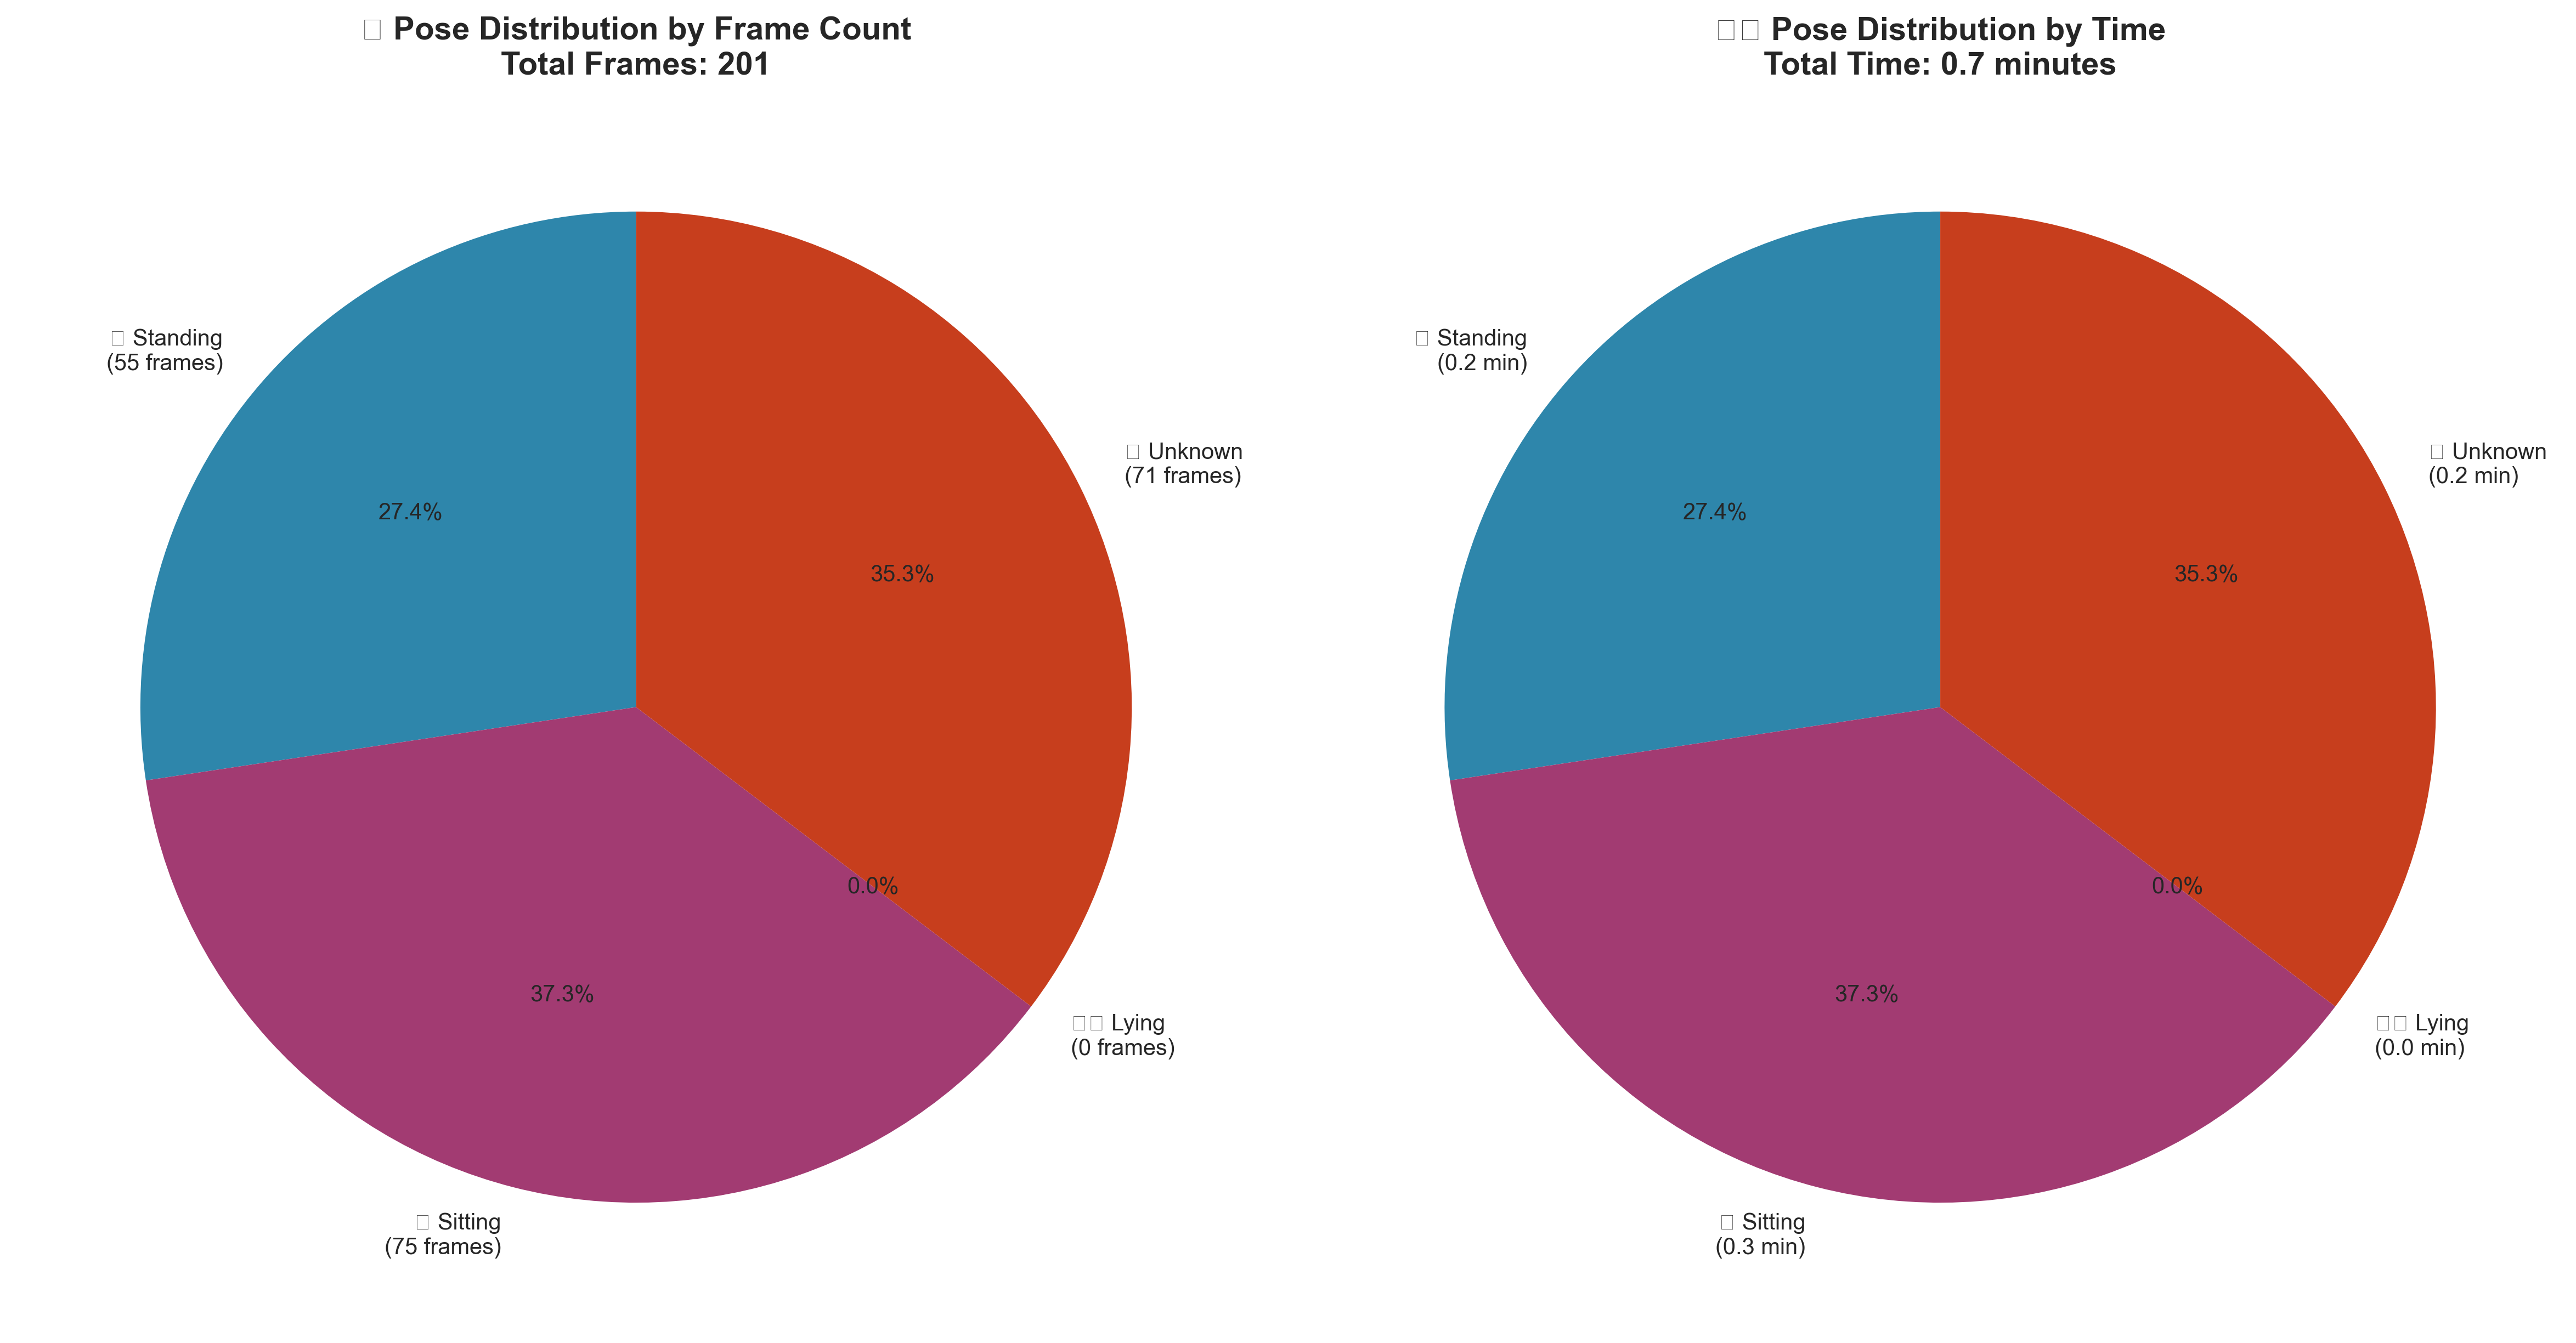 Pose Distribution by Frame Count
Total Frames: 201
Standing
(55 frames)
27.4%
Unknown
(71 frames)
35.3%
0.0%
37.3%
Lying
(0 frames)
Sitting
(75 frames)
Pose Distribution by Time
Total Time: 0.7 minutes
Standing
(0.2 min)
27.4%
Unknown
(0.2 min)
35.3%
0.0%
37.3%
Lying
(0.0 min)
Sitting
(0.3 min)